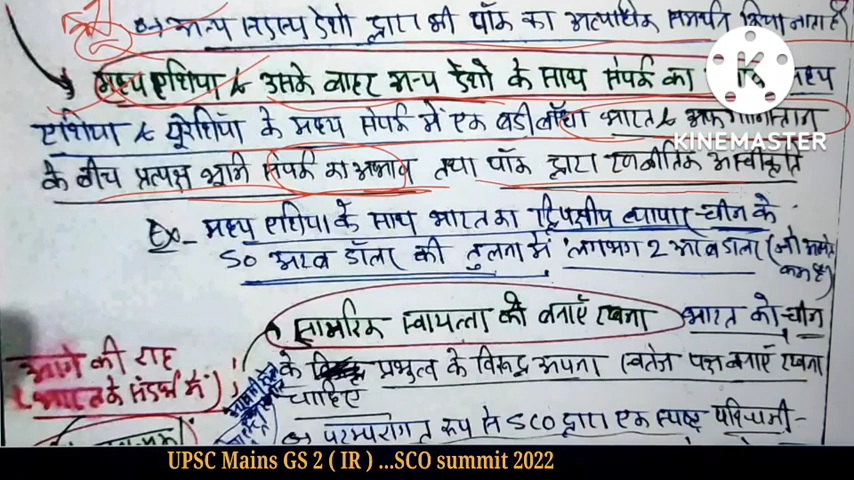 अन्य सदस्य देशो द्वारा भी पाक का अत्याधिक समर्थन किया जाना है
मध्य एशिया & उसके बाहर अन्य देशों के साथ संपर्क का मध्य
एशिया & यूरेशिया के मध्य संपर्क में एक बडी बाँधा भारत & अफगानिस्तान
के बीच प्रत्यक्ष भूमि संपर्क का अभाव तथा पाक द्वारा रणनीतिक अस्वीकृति
KINEMASTER
Ex- मध्य एशिया के साथ भारत का द्विपक्षीय व्यापार - चीन के
50 अरब डॉलर की तुलना में लगभग 2 अरब डालर (जो
कम है)
सामरिक स्वायत्ता को बनाएँ रखना भारत को चीन
आगे की राह
(भारत के संदर्भ में)
के प्रभुत्व के विरूद्ध अपना स्वतंत्र पक्ष बनाएँ रखना
चाहिए
परम्परागत रूप से SCO द्वारा एक स्पष्ट पश्चिमी-
UPSC Mains GS 2 ( IR ) ...SCO summit 2022